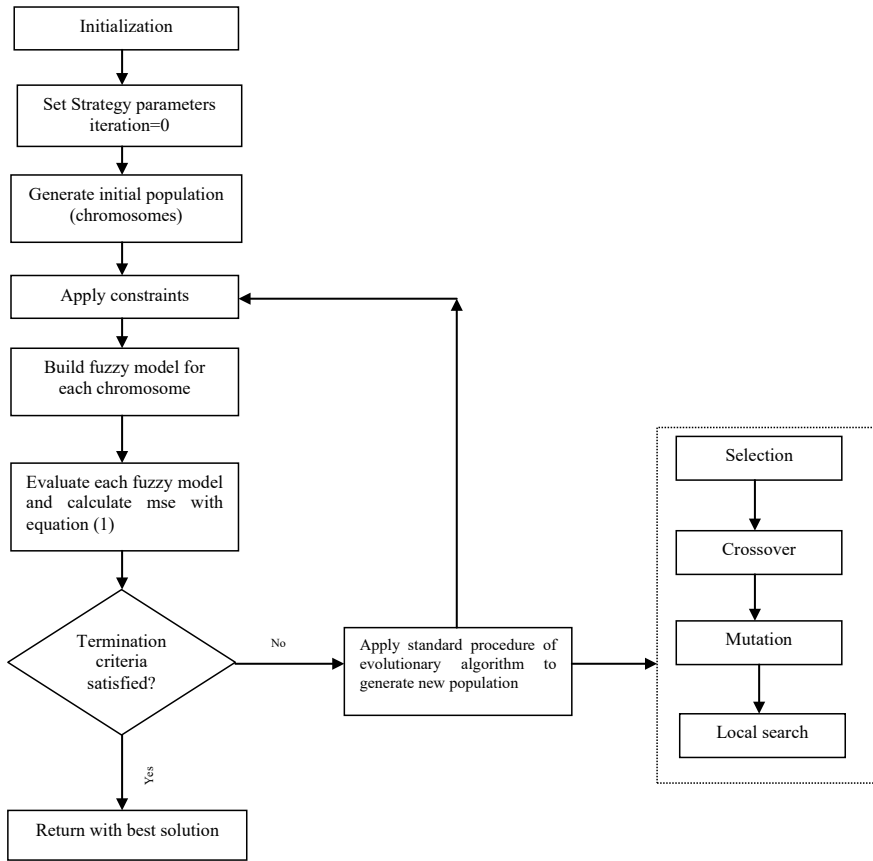 Initialization
Set Strategy parameters
iteration=0
Generate initial population
(chromosomes)
Apply constraints
Build fuzzy model for
each chromosome
Evaluate each fuzzy model
and calculate mse with
equation (1)
Termination
criteria
satisfied?
No
Yes
Return with best solution
Apply standard procedure of
evolutionary algorithm to
generate new population
Selection
Crossover
Mutation
Local search